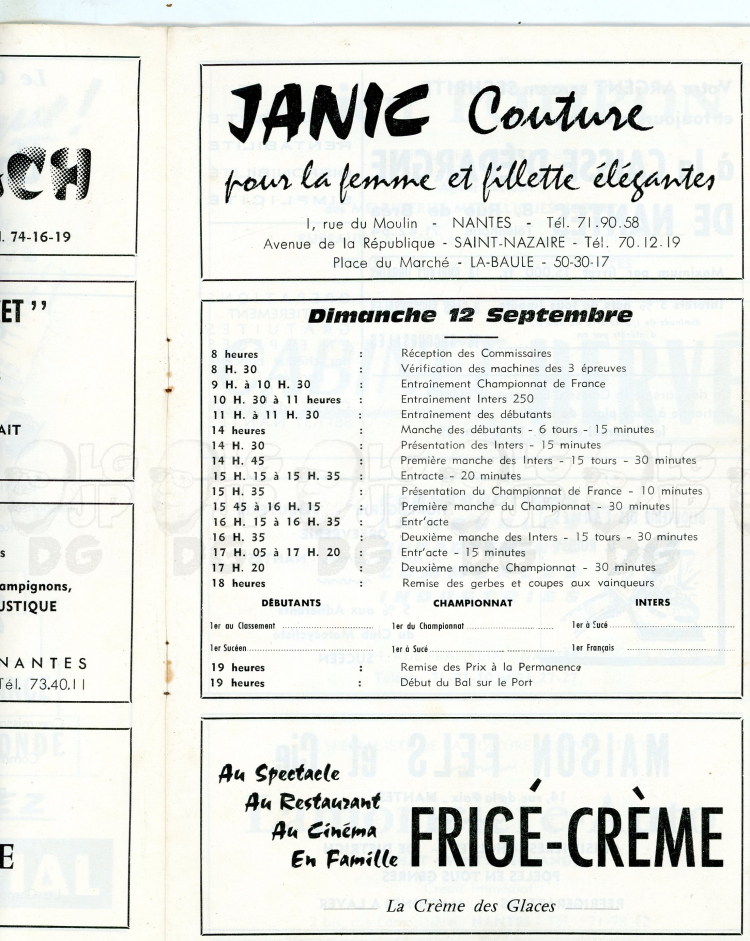 CH
. 74-16-19
ET ’’
AIT
s
ampignons,
USTIQUE
NANTES
Tél. 73.40.11
E
JANIC Couture
pour la femme et fillette élégantes
1, rue du Moulin - NANTES - Tél. 71.90.58
Avenue de la République - SAINT-NAZAIRE - Tél. 70.12.19
Place du Marché - LA-BAULE - 50-30-17
Dimanche 12 Septembre
8 heures : Réception des Commissaires
8 H. 30 : Vérification des machines des 3 épreuves
9 H. à 10 H. 30 : Entraînement Championnat de France
10 H. 30 à 11 heures : Entraînement Inters 250
11 H. à 11 H. 30 : Entraînement des débutants
14 heures : Manche des débutants - 6 tours - 15 minutes
14 H. 30 : Présentation des Inters - 15 minutes
14 H. 45 : Première manche des Inters - 15 tours - 30 minutes
15 H. 15 à 15 H. 35 : Entracte - 20 minutes
15 H. 35 : Présentation du Championnat de France - 10 minutes
15 45 à 16 H. 15 : Première manche du Championnat - 30 minutes
16 H. 15 à 16 H. 35 : Entr'acte
16 H. 35 : Deuxième manche des Inters - 15 tours - 30 minutes
17 H. 05 à 17 H. 20 : Entr'acte - 15 minutes
17 H. 20 : Deuxième manche Championnat - 30 minutes
18 heures : Remise des gerbes et coupes aux vainqueurs
DÉBUTANTS CHAMPIONNAT INTERS
1er au Classement 1er du Championnat 1er à Sucé
1er Sucéen 1er à Sucé 1er Français
19 heures : Remise des Prix à la Permanence
19 heures : Début du Bal sur le Port
Au Spectacle
Au Restaurant
Au Cinéma
En Famille
FRIGÉ-CRÈME
La Crème des Glaces